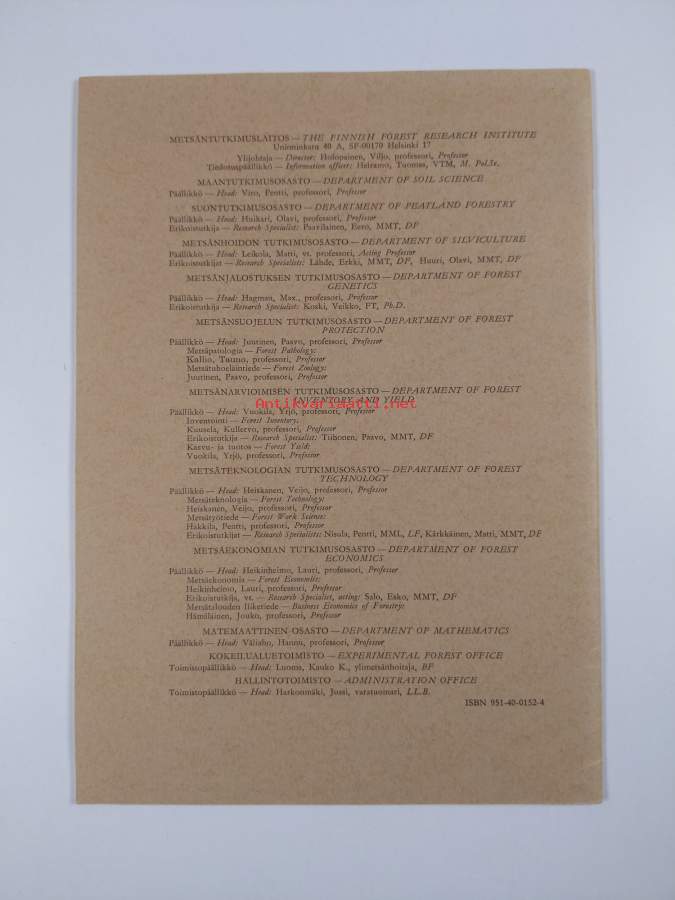 METSÄNTUTKIMUSLAITOS — THE FINNISH FOREST RESEARCH INSTITUTE
Unioninkatu 40 A, SF-00170 Helsinki 17
Ylijohtaja — Director: Holopainen, Viljo, professori, Professor
Tiedotuspäällikkö — Information officer: Heiramo, Tuomas, VTM, M. Pol.Sc.
MAANTUTKIMUSOSASTO — DEPARTMENT OF SOIL SCIENCE
Päällikkö — Head: Viro, Pentti, professori, Professor
SUONTUTKIMUSOSASTO — DEPARTMENT OF PEATLAND FORESTRY
Päällikkö — Head: Huikari, Olavi, professori, Professor
Erikoistutkija — Research Specialist: Paavilainen, Eero, MMT, DF
METSÄNHOIDON TUTKIMUSOSASTO — DEPARTMENT OF SILVICULTURE
Päällikkö — Head: Leikola, Matti, vt. professori, Acting Professor
Erikoistutkijat — Research Specialists: Lähde, Erkki, MMT, DF, Huuri, Olavi, MMT, DF
METSÄNJALOSTUKSEN TUTKIMUSOSASTO — DEPARTMENT OF FOREST
GENETICS
Päällikkö — Head: Hagman, Max., professori, Professor
Erikoistutkija — Research Specialist: Koski, Veikko, FT, Ph.D.
METSÄNSUOJELUN TUTKIMUSOSASTO — DEPARTMENT OF FOREST
PROTECTION
Päällikkö — Head: Juutinen, Paavo, professori, Professor
Metsäpatologia — Forest Pathology:
Kallio, Tauno, professori, Professor
Metsätuhoeläintiede — Forest Zoology:
Juutinen, Paavo, professori, Professor
METSÄNARVIOIMISEN TUTKIMUSOSASTO — DEPARTMENT OF FOREST
INVENTORY AND YIELD
Antikvariaatti.net
Päällikkö — Head: Vuokila, Yrjö, professori, Professor
Inventointi — Forest Inventory:
Kuusela, Kullervo, professori, Professor
Erikoistutkija — Research Specialist: Tiihonen, Paavo, MMT, DF
Kasvu- ja tuotos — Forest Yield:
Vuokila, Yrjö, professori, Professor
METSÄTEKNOLOGIAN TUTKIMUSOSASTO — DEPARTMENT OF FOREST
TECHNOLOGY
Päällikkö — Head: Heiskanen, Veijo, professori, Professor
Metsäteknologia — Forest Technology:
Heiskanen, Veijo, professori, Professor
Metsätyötiede — Forest Work Science:
Hakkila, Pentti, professori, Professor
Erikoistutkijat — Research Specialists: Nisula, Pentti, MML, LF, Kärkkäinen, Matti, MMT, DF
METSÄEKONOMIAN TUTKIMUSOSASTO — DEPARTMENT OF FOREST
ECONOMICS
Päällikkö — Head: Heikinheimo, Lauri, professori, Professor
Metsäekonomia — Forest Economics:
Heikinheimo, Lauri, professori, Professor
Erikoistutkija, vt. — Research Specialist, acting: Salo, Esko, MMT, DF
Metsätalouden liiketiede — Business Economics of Forestry:
Hämäläinen, Jouko, professori, Professor
MATEMAATTINEN OSASTO — DEPARTMENT OF MATHEMATICS
Päällikkö — Head: Väliaho, Hannu, professori, Professor
KOKEILUALUETOIMISTO — EXPERIMENTAL FOREST OFFICE
Toimistopäällikkö — Head: Luoma, Kauko K., ylimetsänhoitaja, BF
HALLINTOTOIMISTO — ADMINISTRATION OFFICE
Toimistopäällikkö — Head: Harkonmäki, Jussi, varatuomari, LL.B.
ISBN 951-40-0152-4